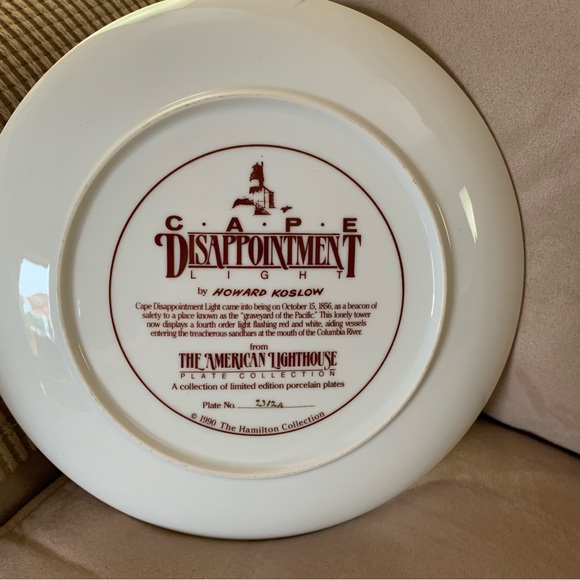 C·A·P·E
DISAPPOINTMENT
LIGHT
by HOWARD KOSLOW
Cape Disappointment Light came into being on October 15, 1856, as a beacon of
safety to a place known as the "graveyard of the Pacific." This lonely tower
now displays a fourth order light flashing red and white, aiding vessels
entering the treacherous sandbars at the mouth of the Columbia River.
from
THE AMERICAN LIGHTHOUSE
PLATE COLLECTION
A collection of limited edition porcelain plates
Plate No. 2312A
© 1990 The Hamilton Collection